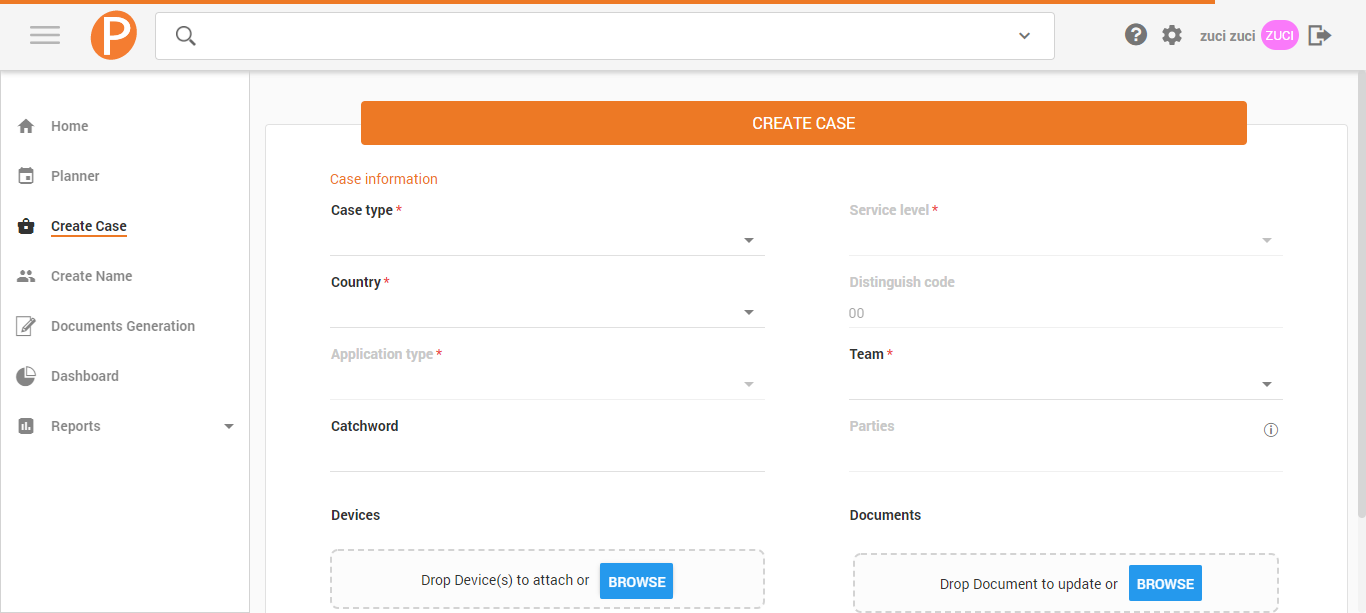 P
? zuci zuci ZUCI
Home
Planner
Create Case
Create Name
Documents Generation
Dashboard
Reports
CREATE CASE
Case information
Case type *
Service level *
Country *
Distinguish code
00
Application type *
Team *
Catchword
Parties
Devices
Documents
Drop Device(s) to attach or BROWSE
Drop Document to update or BROWSE